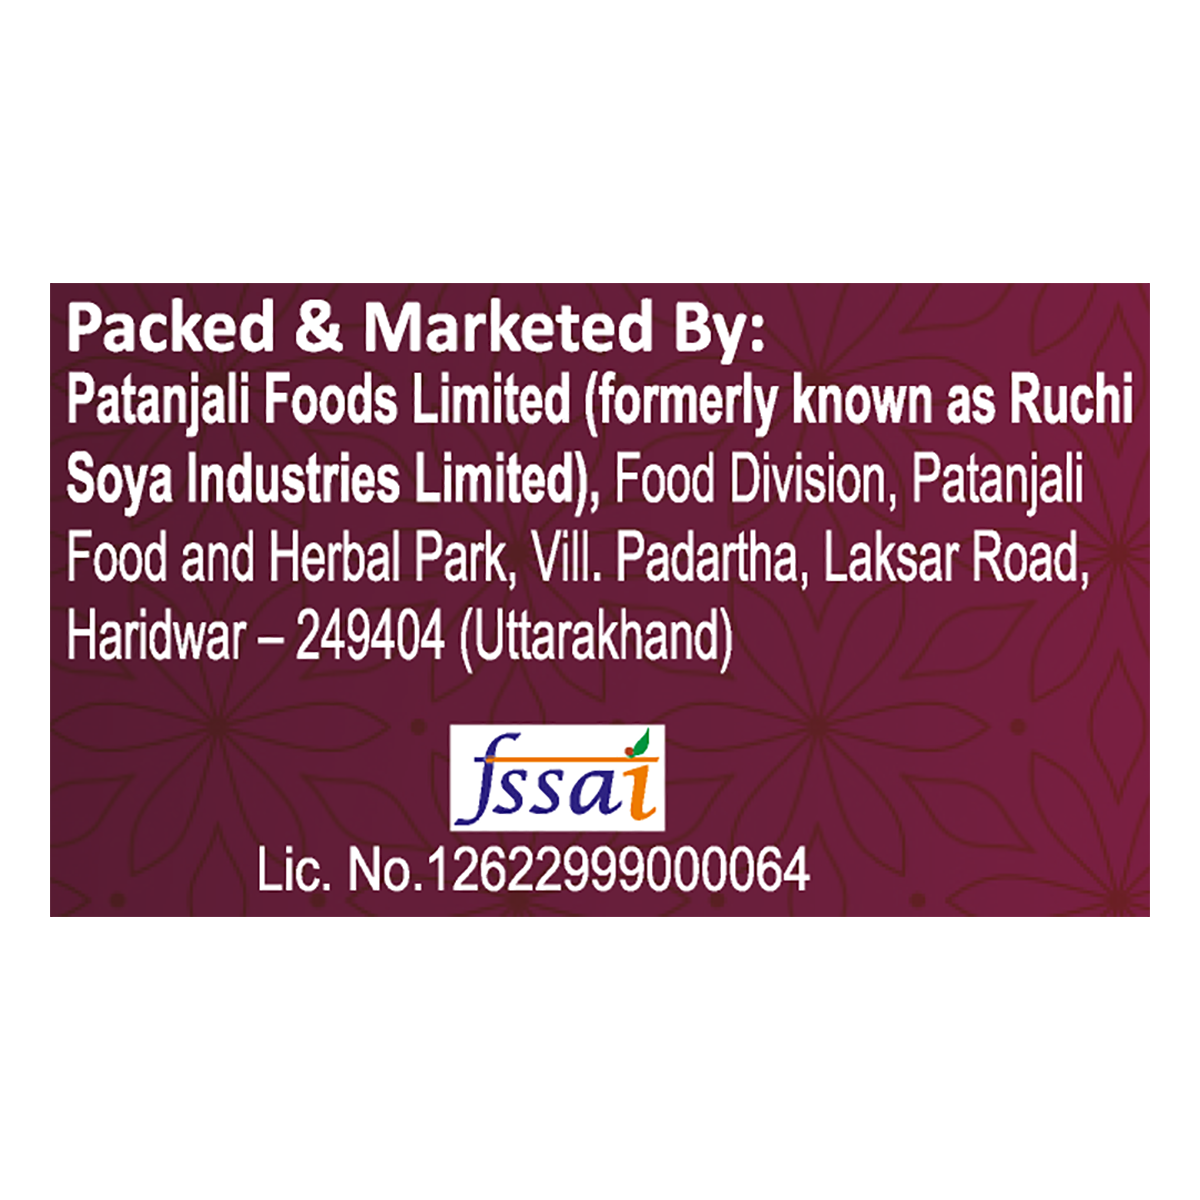 Packed & Marketed By:
Patanjali Foods Limited (formerly known as Ruchi
Soya Industries Limited), Food Division, Patanjali
Food and Herbal Park, Vill. Padartha, Laksar Road,
Haridwar – 249404 (Uttarakhand)
fssai
Lic. No.12622999000064